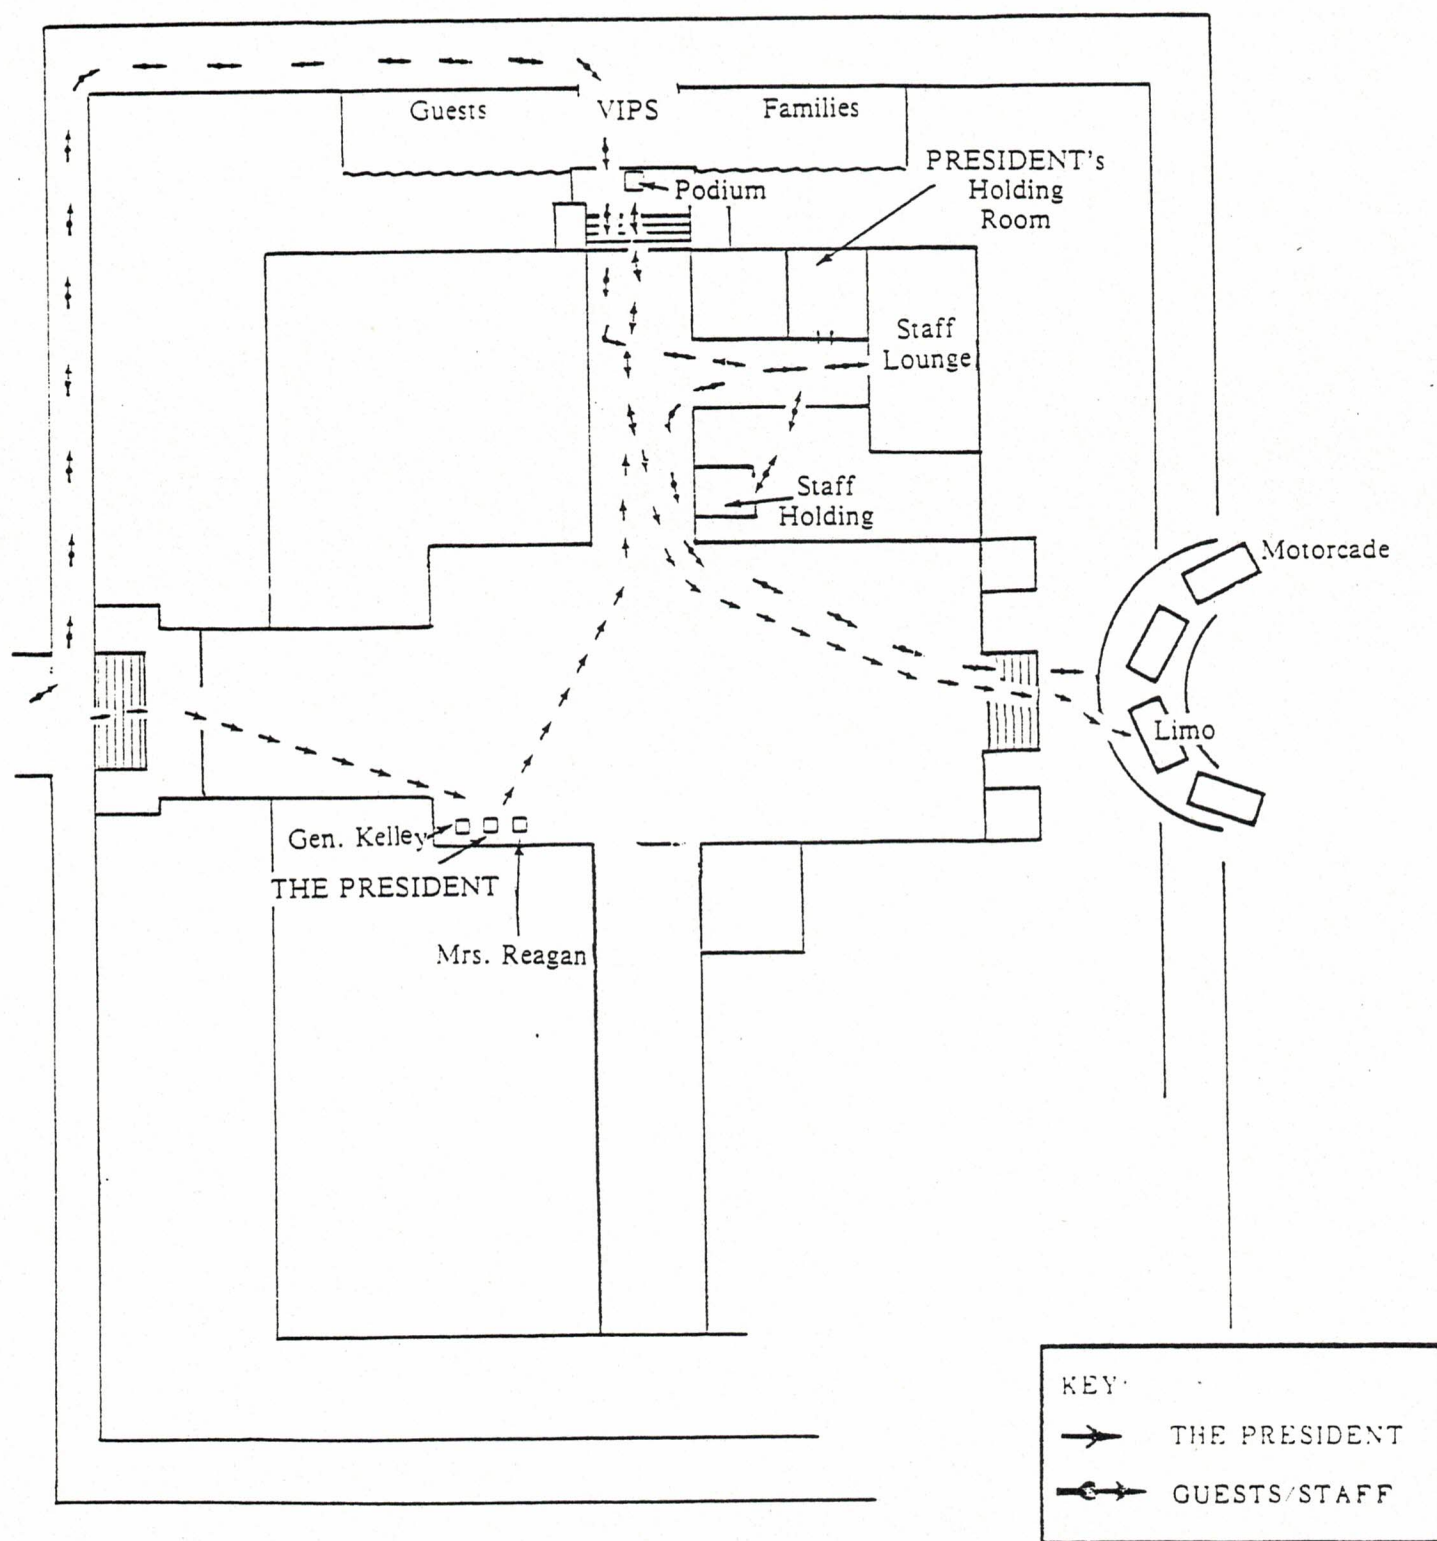 Guests VIPS Families
PRESIDENT's
Holding
Room
Podium
Staff
Lounge
Staff
Holding
Motorcade
Limo
Gen. Kelley
THE PRESIDENT
Mrs. Reagan
KEY
THE PRESIDENT
GUESTS/STAFF